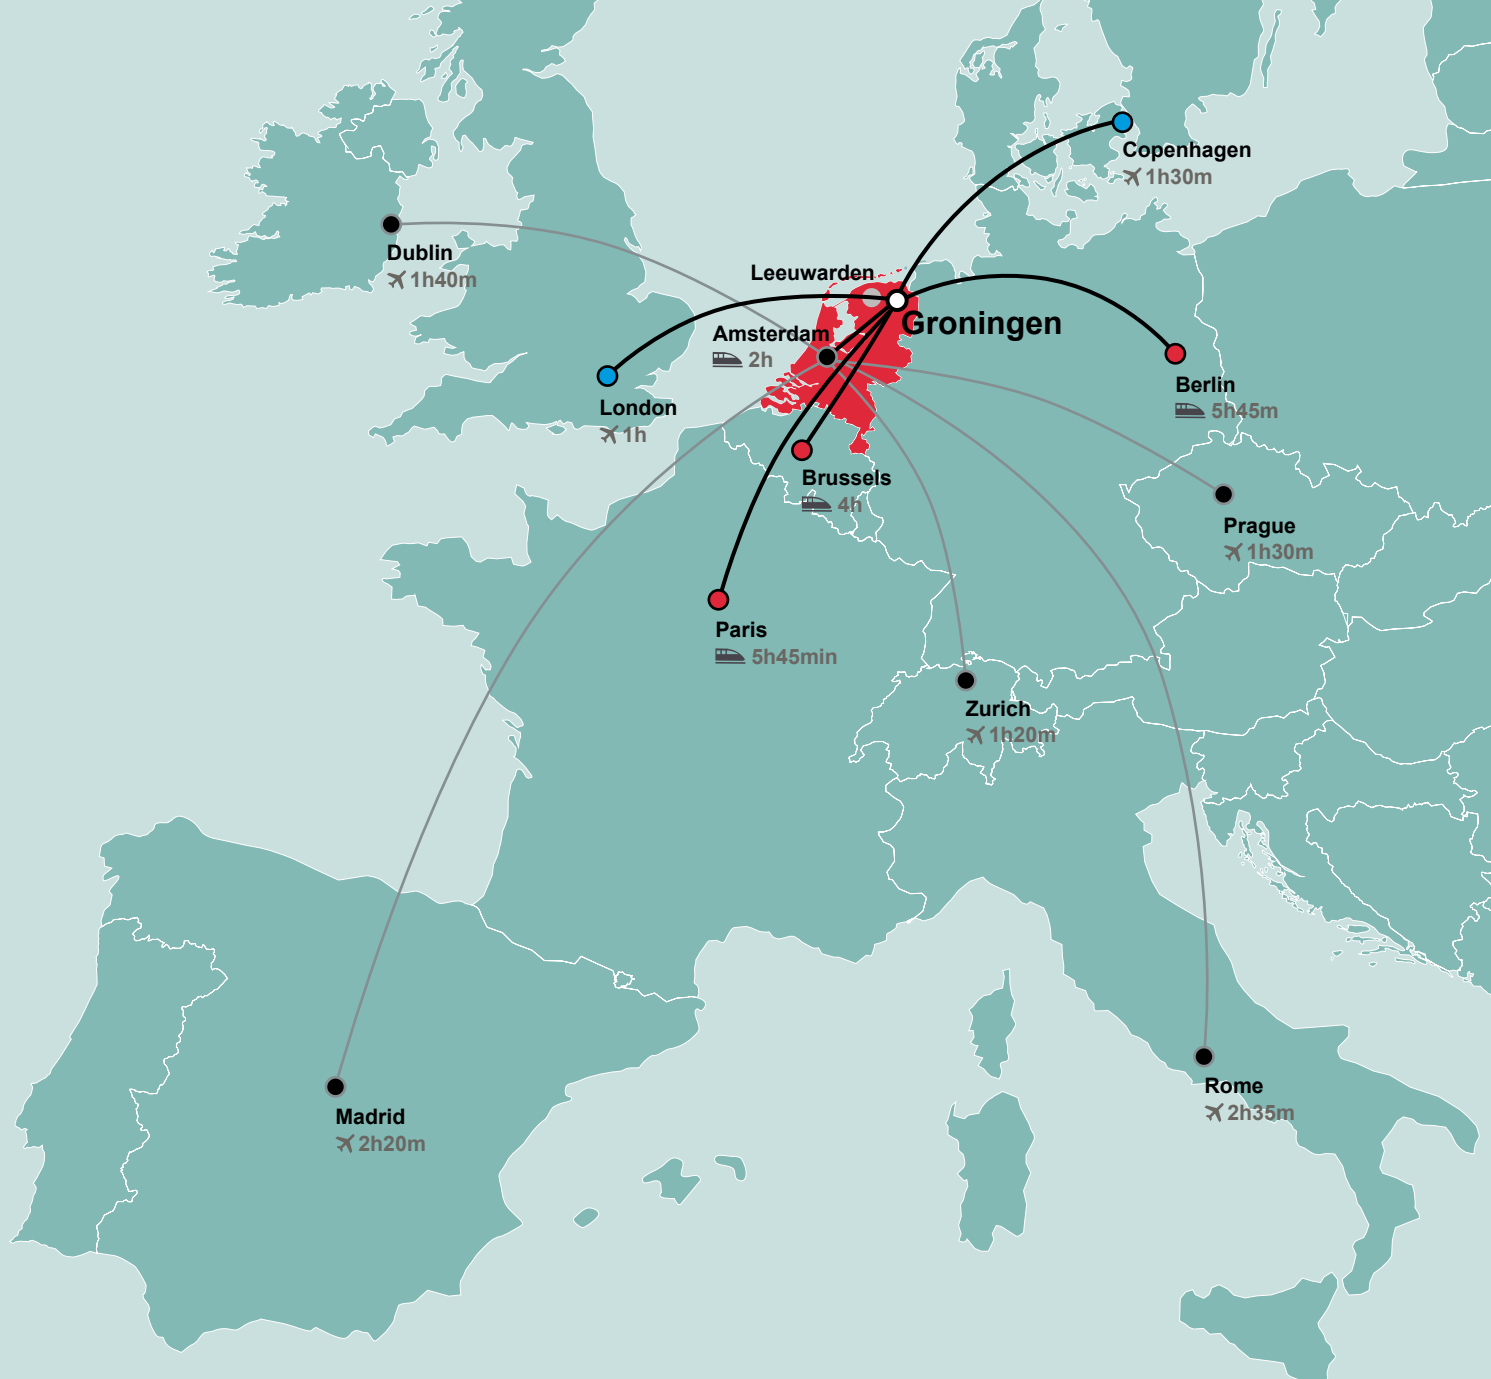 Copenhagen
1h30m
Dublin
1h40m
Leeuwarden
Groningen
Amsterdam
2h
Berlin
5h45m
London
1h
Brussels
4h
Prague
1h30m
Paris
5h45min
Zurich
1h20m
Rome
2h35m
Madrid
2h20m